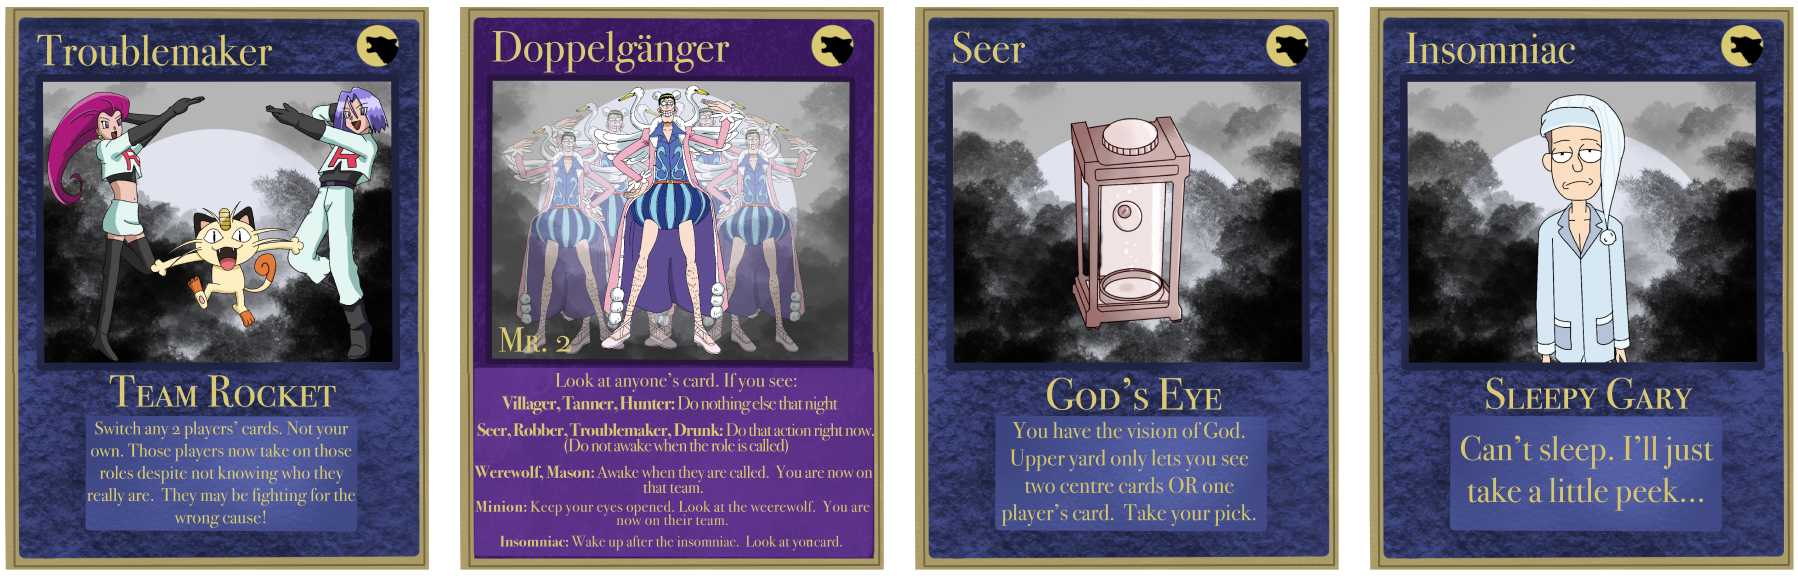 Troublemaker
R
R
TEAM ROCKET
Switch any 2 players' cards. Not your
own. Those players now take on those
roles despite not knowing who they
really are. They may be fighting for the
wrong cause!
Doppelgänger
MR. 2
Look at anyone's card. If you see:
Villager, Tanner, Hunter: Do nothing else that night
Seer, Robber, Troublemaker, Drunk: Do that action right now.
(Do not awake when the role is called)
Werewolf, Mason: Awake when they are called. You are now on
that team.
Minion: Keep your eyes opened. Look at the weerewolf. You are
now on their team.
Insomniac: Wake up after the insomniac. Look at yourcard.
Seer
GOD'S EYE
You have the vision of God.
Upper yard only lets you see
two centre cards OR one
player's card. Take your pick.
Insomniac
SLEEPY GARY
Can't sleep. I'll just
take a little peek...